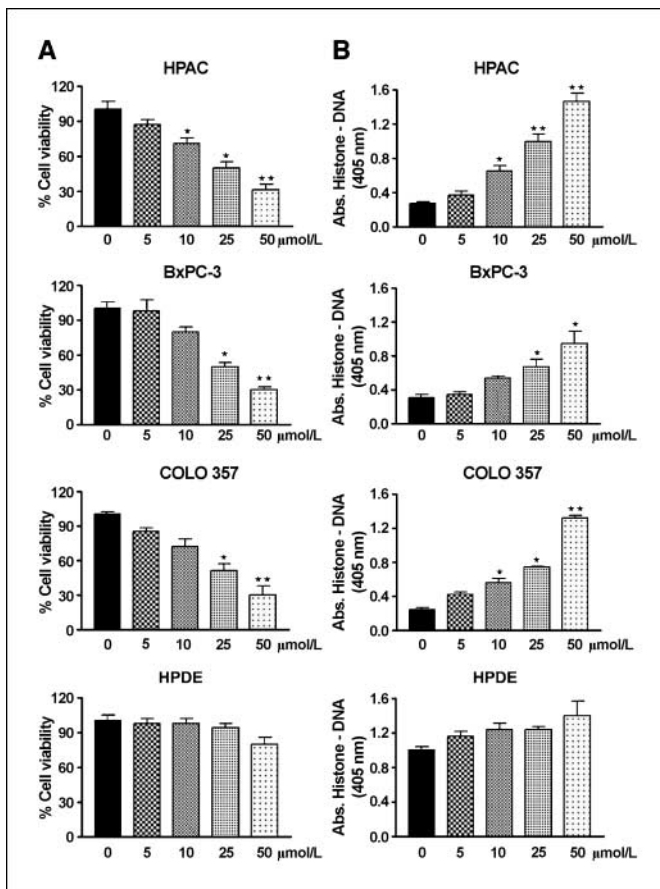 A
B
HPAC
HPAC
120
90
60
30
0
% Cell viability
★
★
★★
0 5 10 25 50 μmol/L
1.6
1.2
0.8
0.4
0.0
Abs. Histone - DNA
(405 nm)
★
★★
★★
0 5 10 25 50 μmol/L
BxPC-3
BxPC-3
120
90
60
30
0
% Cell viability
★
★★
0 5 10 25 50 μmol/L
1.6
1.2
0.8
0.4
0.0
Abs. Histone - DNA
(405 nm)
★
★
0 5 10 25 50 μmol/L
COLO 357
COLO 357
120
90
60
30
0
% Cell viability
★
★★
0 5 10 25 50 μmol/L
1.6
1.2
0.8
0.4
0.0
Abs. Histone - DNA
(405 nm)
★
★
★★
0 5 10 25 50 μmol/L
HPDE
HPDE
120
90
60
30
0
% Cell viability
0 5 10 25 50 μmol/L
1.6
1.2
0.8
0.4
0.0
Abs. Histone - DNA
(405 nm)
0 5 10 25 50 μmol/L